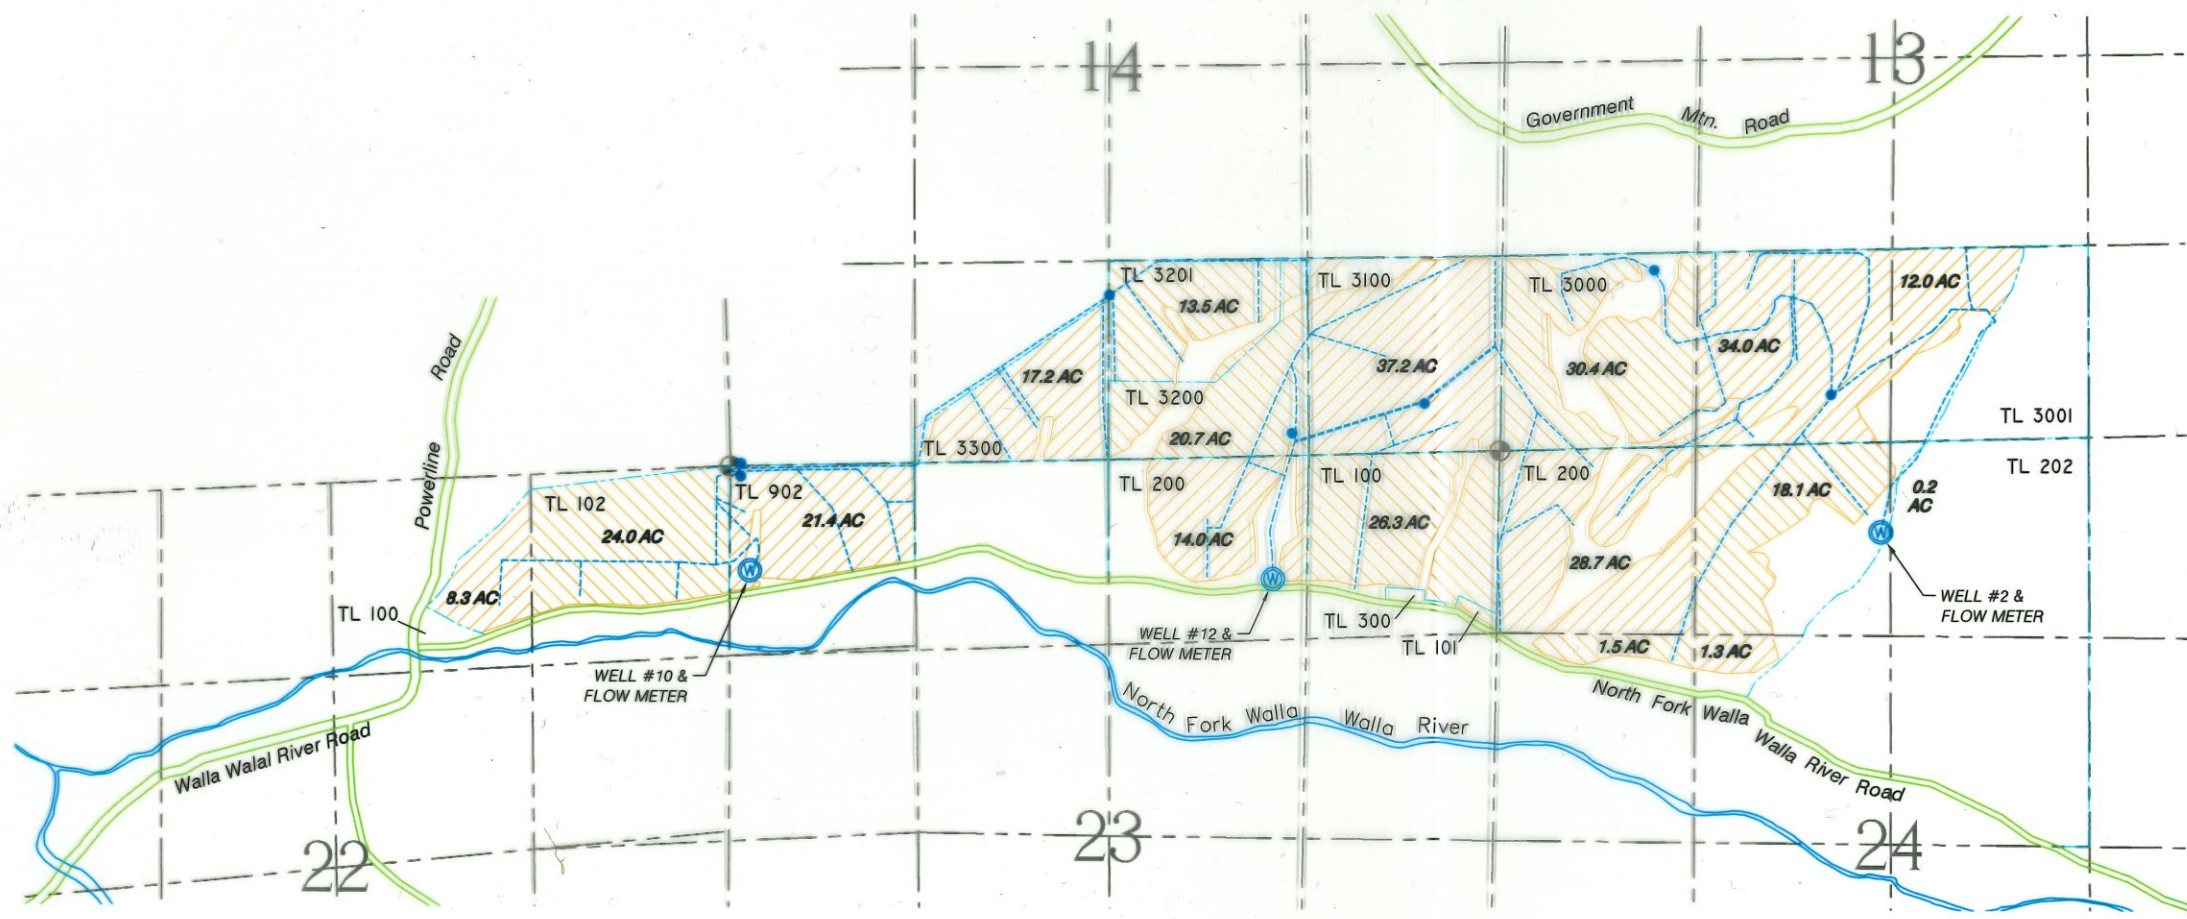 14
13
Government Mtn. Road
TL 3201
13.5 AC
TL 3100
TL 3000
12.0 AC
Powerline Road
17.2 AC
37.2 AC
30.4 AC
34.0 AC
TL 3200
20.7 AC
TL 3001
TL 3300
TL 202
TL 102
TL 902
TL 200
TL 100
TL 200
18.1 AC
0.2
AC
24.0 AC
21.4 AC
14.0 AC
26.3 AC
28.7 AC
8.3 AC
TL 100
WELL #2 &
FLOW METER
TL 300
WELL #12 &
FLOW METER
TL 101
1.5 AC
1.3 AC
WELL #10 &
FLOW METER
North Fork Walla Walla River
North Fork Walla Walla River Road
Walla Walal River Road
22
23
24